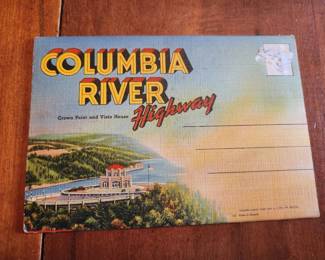 COLUMBIA
RIVER
Highway
Crown Point and Vista House